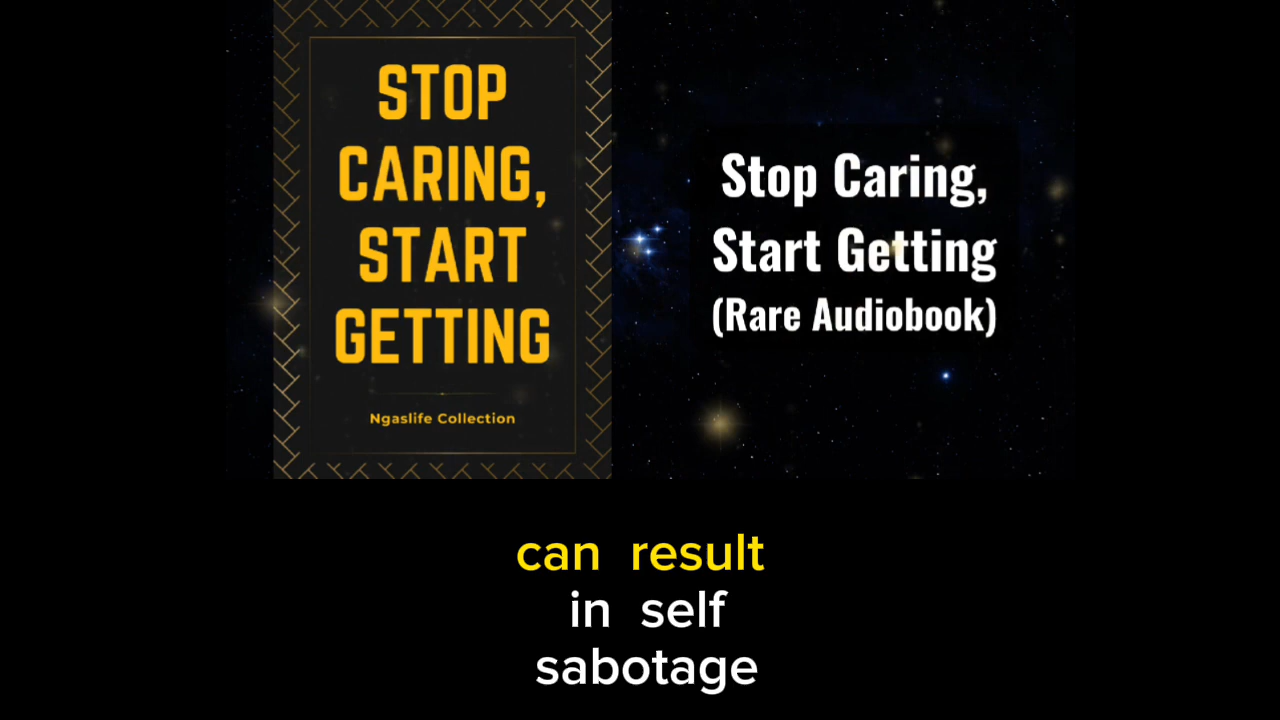 STOP
CARING,
START
GETTING
Ngaslife Collection
Stop Caring,
Start Getting
(Rare Audiobook)
can result
in self
sabotage